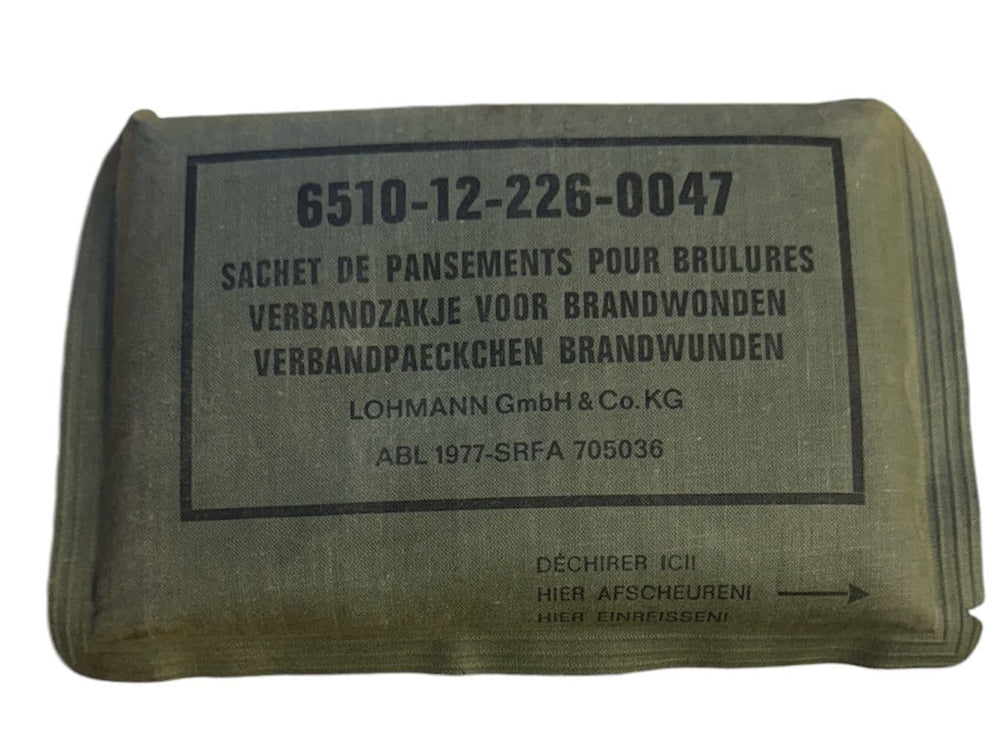 6510-12-226-0047
SACHET DE PANSEMENTS POUR BRULURES
VERBANDZAKJE VOOR BRANDWONDEN
VERBANDPAECKCHEN BRANDWUNDEN
LOHMANN GmbH & Co. KG
ABL 1977-SRFA 705036
DÉCHIRER ICI!
HIER AFSCHEUREN!
HIER EINREISSEN!